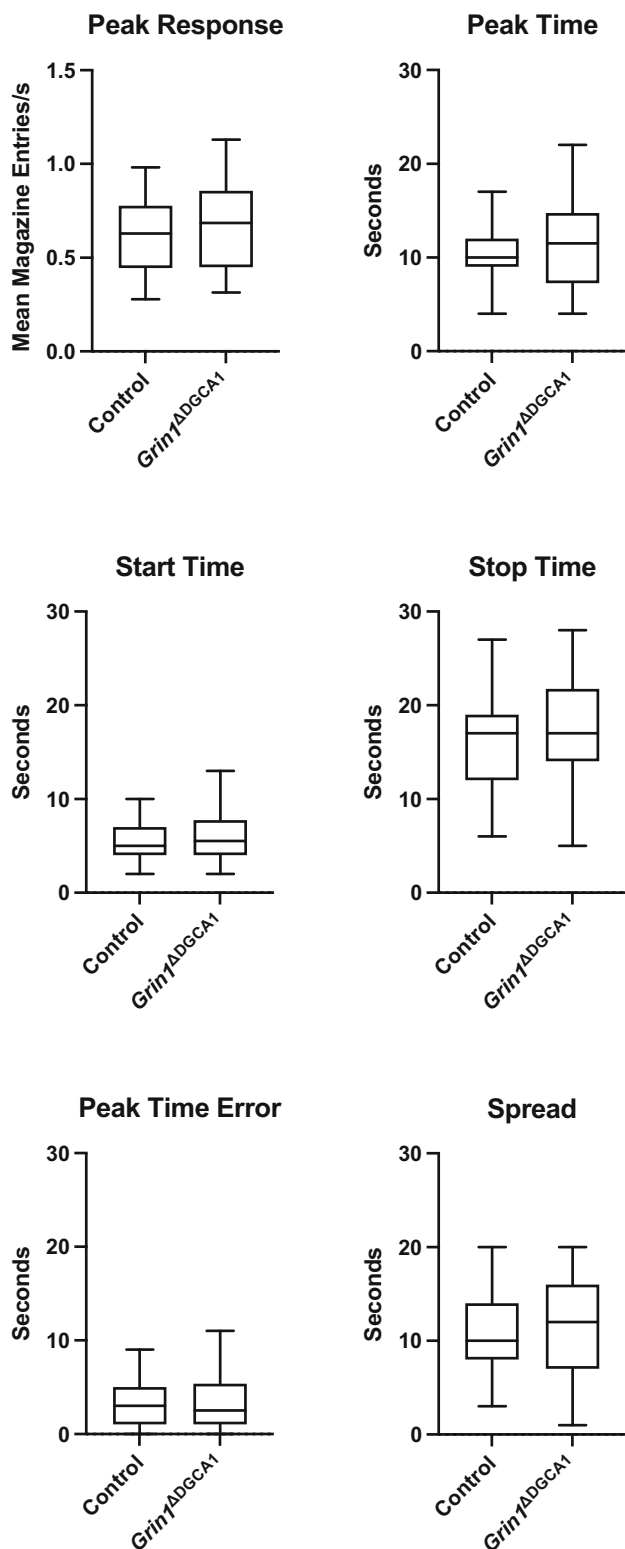 Peak Response
Mean Magazine Entries/s
1.5
1.0
0.5
0.0
Control
Grin1ΔDGCA1
Peak Time
Seconds
30
20
10
0
Control
Grin1ΔDGCA1
Start Time
Seconds
30
20
10
0
Control
Grin1ΔDGCA1
Stop Time
Seconds
30
20
10
0
Control
Grin1ΔDGCA1
Peak Time Error
Seconds
30
20
10
0
Control
Grin1ΔDGCA1
Spread
Seconds
30
20
10
0
Control
Grin1ΔDGCA1